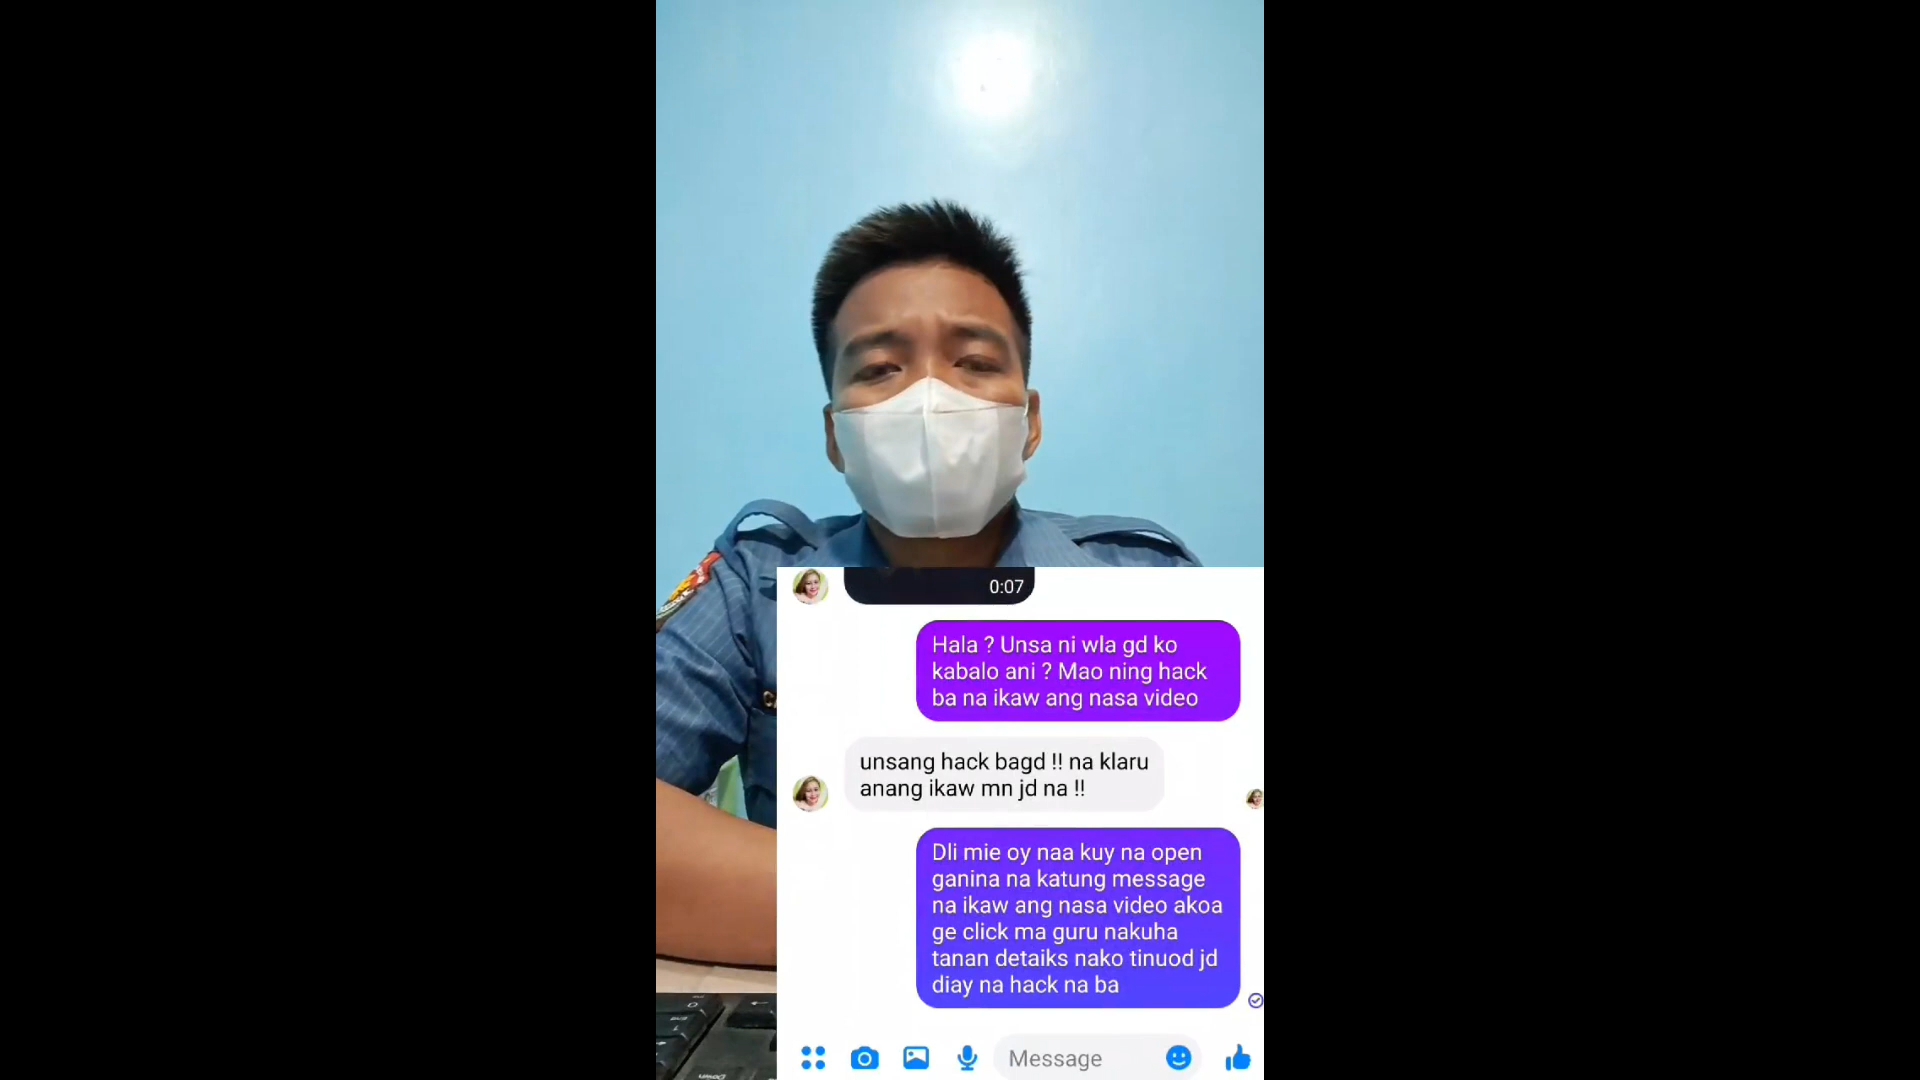 0:07
Hala ? Unsa ni wla gd ko
kabalo ani ? Mao ning hack
ba na ikaw ang nasa video
unsang hack bagd !! na klaru
anang ikaw mn jd na !!
Dli mie oy naa kuy na open
ganina na katung message
na ikaw ang nasa video akoa
ge click ma guru nakuha
tanan detaiks nako tinuod jd
diay na hack na ba
Message